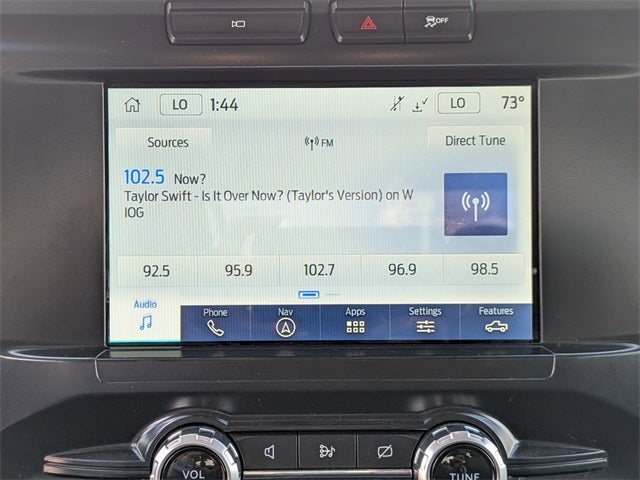 OFF
LO 1:44 LO 73°
Sources FM Direct Tune
102.5 Now?
Taylor Swift - Is It Over Now? (Taylor's Version) on W
IOG
92.5 95.9 102.7 96.9 98.5
Audio Phone Nav Apps Settings Features
VOL TUNE